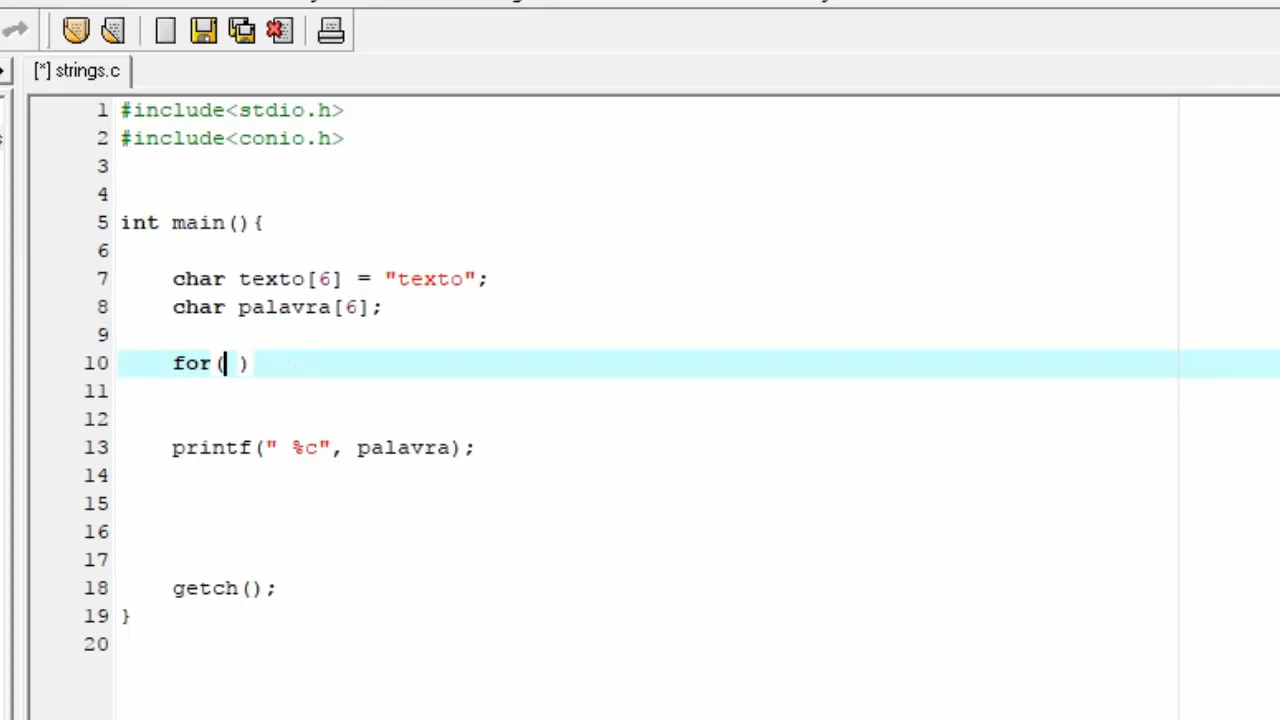 [*] strings.c
1 #include<stdio.h>
2 #include<conio.h>
3
4
5 int main(){
6
7 char texto[6] = "texto";
8 char palavra[6];
9
10 for( )
11
12
13 printf(" %c", palavra);
14
15
16
17
18 getch();
19 }
20